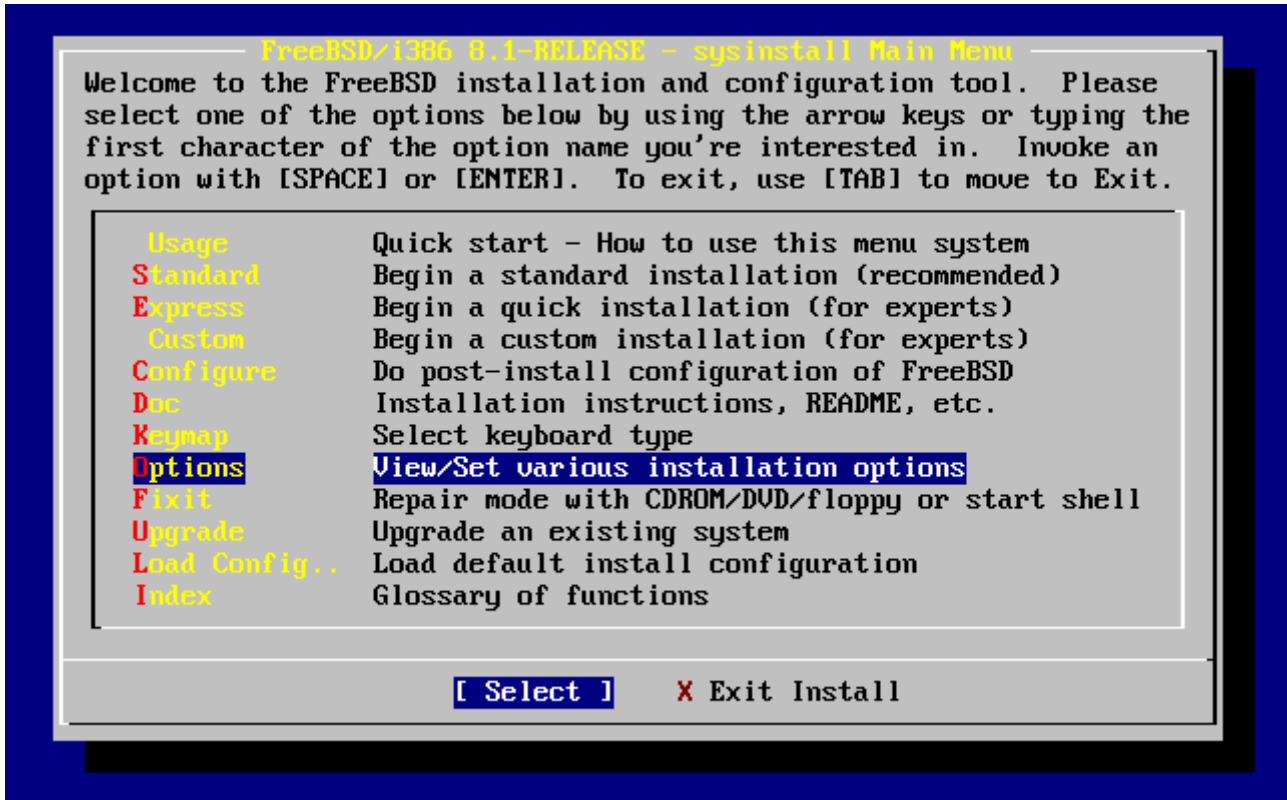 FreeBSD/i386 8.1-RELEASE - sysinstall Main Menu
Welcome to the FreeBSD installation and configuration tool.  Please
select one of the options below by using the arrow keys or typing the
first character of the option name you're interested in.  Invoke an
option with [SPACE] or [ENTER].  To exit, use [TAB] to move to Exit.
Usage Quick start - How to use this menu system
Standard Begin a standard installation (recommended)
Express Begin a quick installation (for experts)
Custom Begin a custom installation (for experts)
Configure Do post-install configuration of FreeBSD
Doc Installation instructions, README, etc.
Keymap Select keyboard type
Options View/Set various installation options
Fixit Repair mode with CDROM/DVD/floppy or start shell
Upgrade Upgrade an existing system
Load Config.. Load default install configuration
Index Glossary of functions
[ Select ] X Exit Install